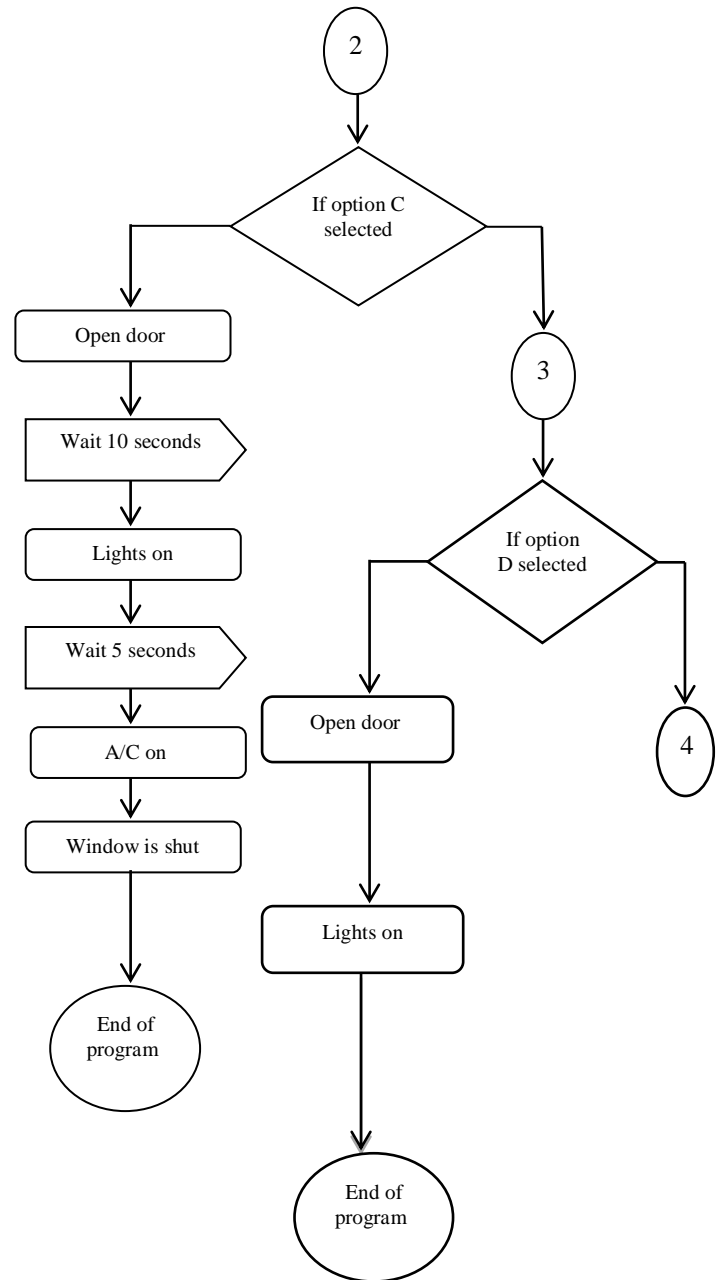 2
If option C
selected
Open door
Wait 10 seconds
Lights on
Wait 5 seconds
A/C on
Window is shut
End of
program
3
If option
D selected
Open door
Lights on
End of
program
4